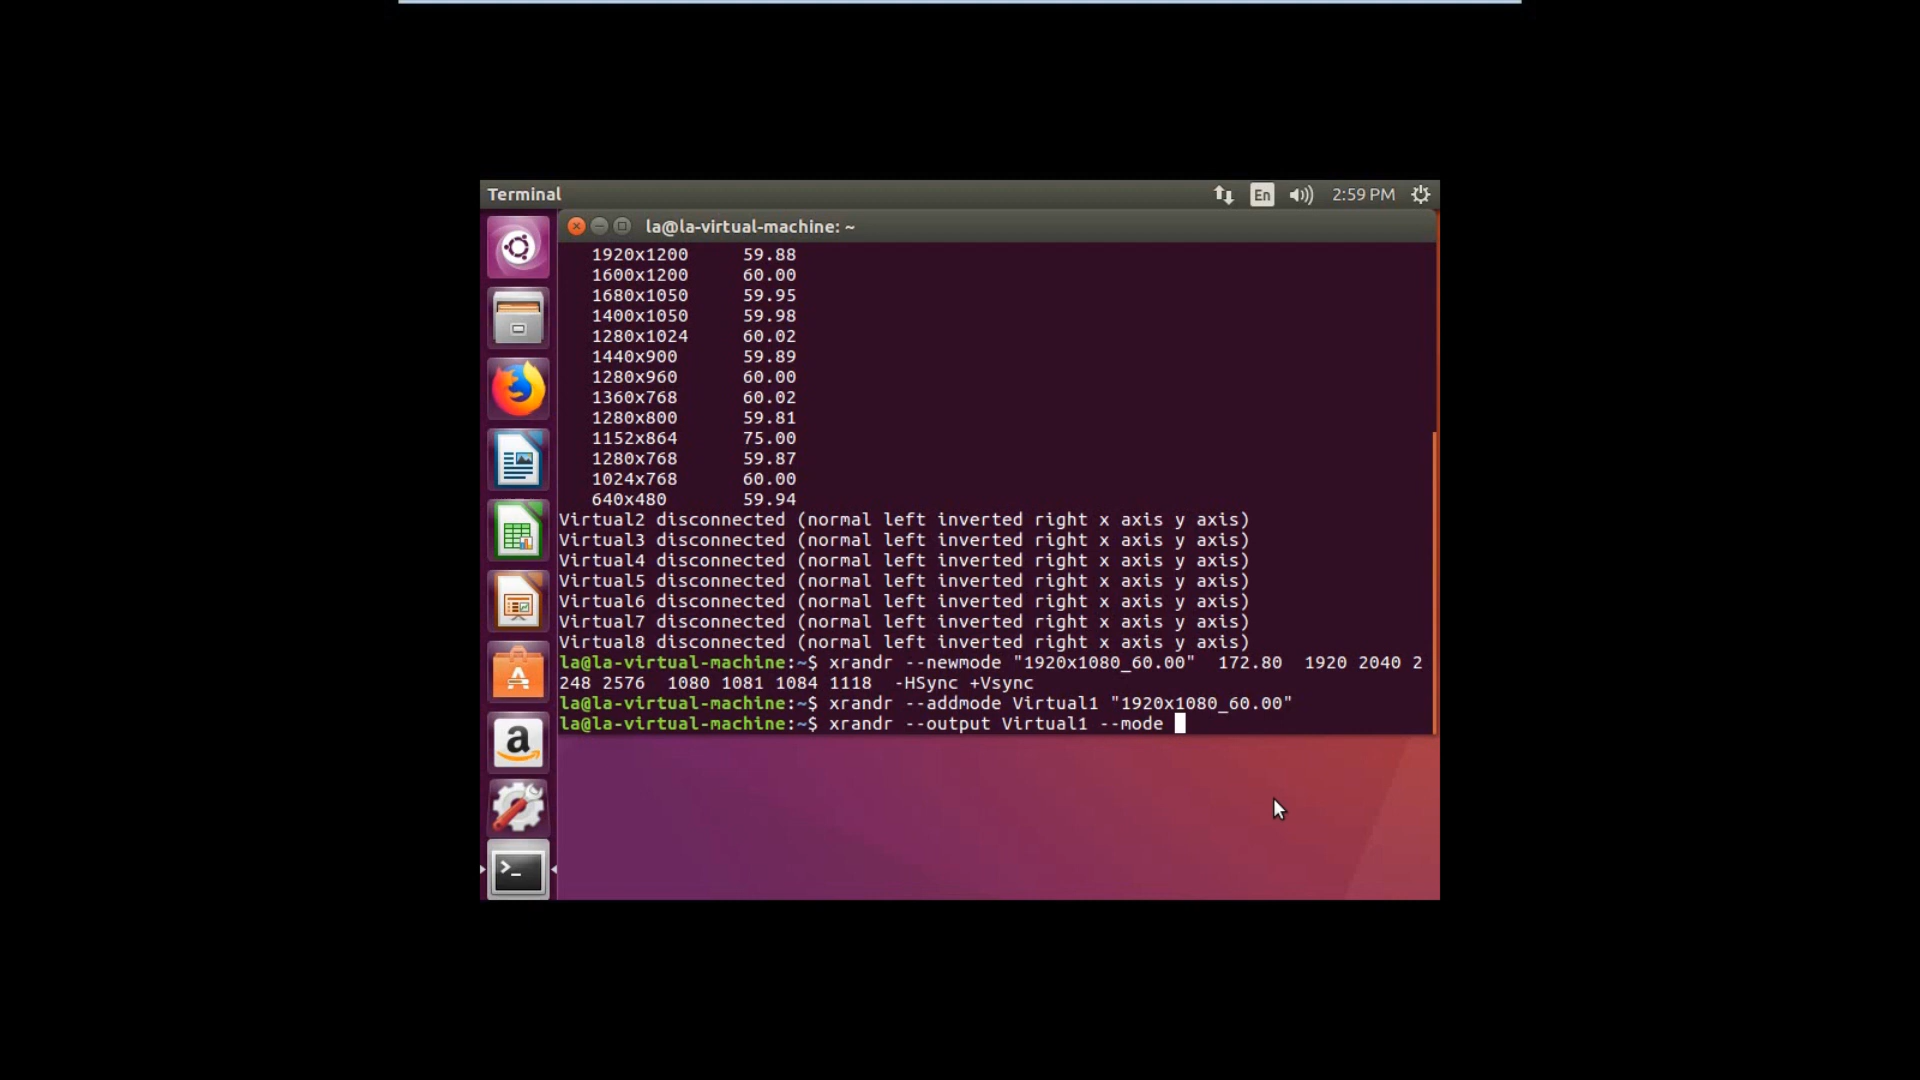 Terminal
En
2:59 PM
la@la-virtual-machine: ~
1920x1200 59.88
1600x1200 60.00
1680x1050 59.95
1400x1050 59.98
1280x1024 60.02
1440x900 59.89
1280x960 60.00
1360x768 60.02
1280x800 59.81
1152x864 75.00
1280x768 59.87
1024x768 60.00
640x480 59.94
Virtual2 disconnected (normal left inverted right x axis y axis)
Virtual3 disconnected (normal left inverted right x axis y axis)
Virtual4 disconnected (normal left inverted right x axis y axis)
Virtual5 disconnected (normal left inverted right x axis y axis)
Virtual6 disconnected (normal left inverted right x axis y axis)
Virtual7 disconnected (normal left inverted right x axis y axis)
Virtual8 disconnected (normal left inverted right x axis y axis)
la@la-virtual-machine:~$ xrandr --newmode "1920x1080_60.00"  172.80  1920 2040 2
248 2576  1080 1081 1084 1118  -HSync +Vsync
la@la-virtual-machine:~$ xrandr --addmode Virtual1 "1920x1080_60.00"
la@la-virtual-machine:~$ xrandr --output Virtual1 --mode